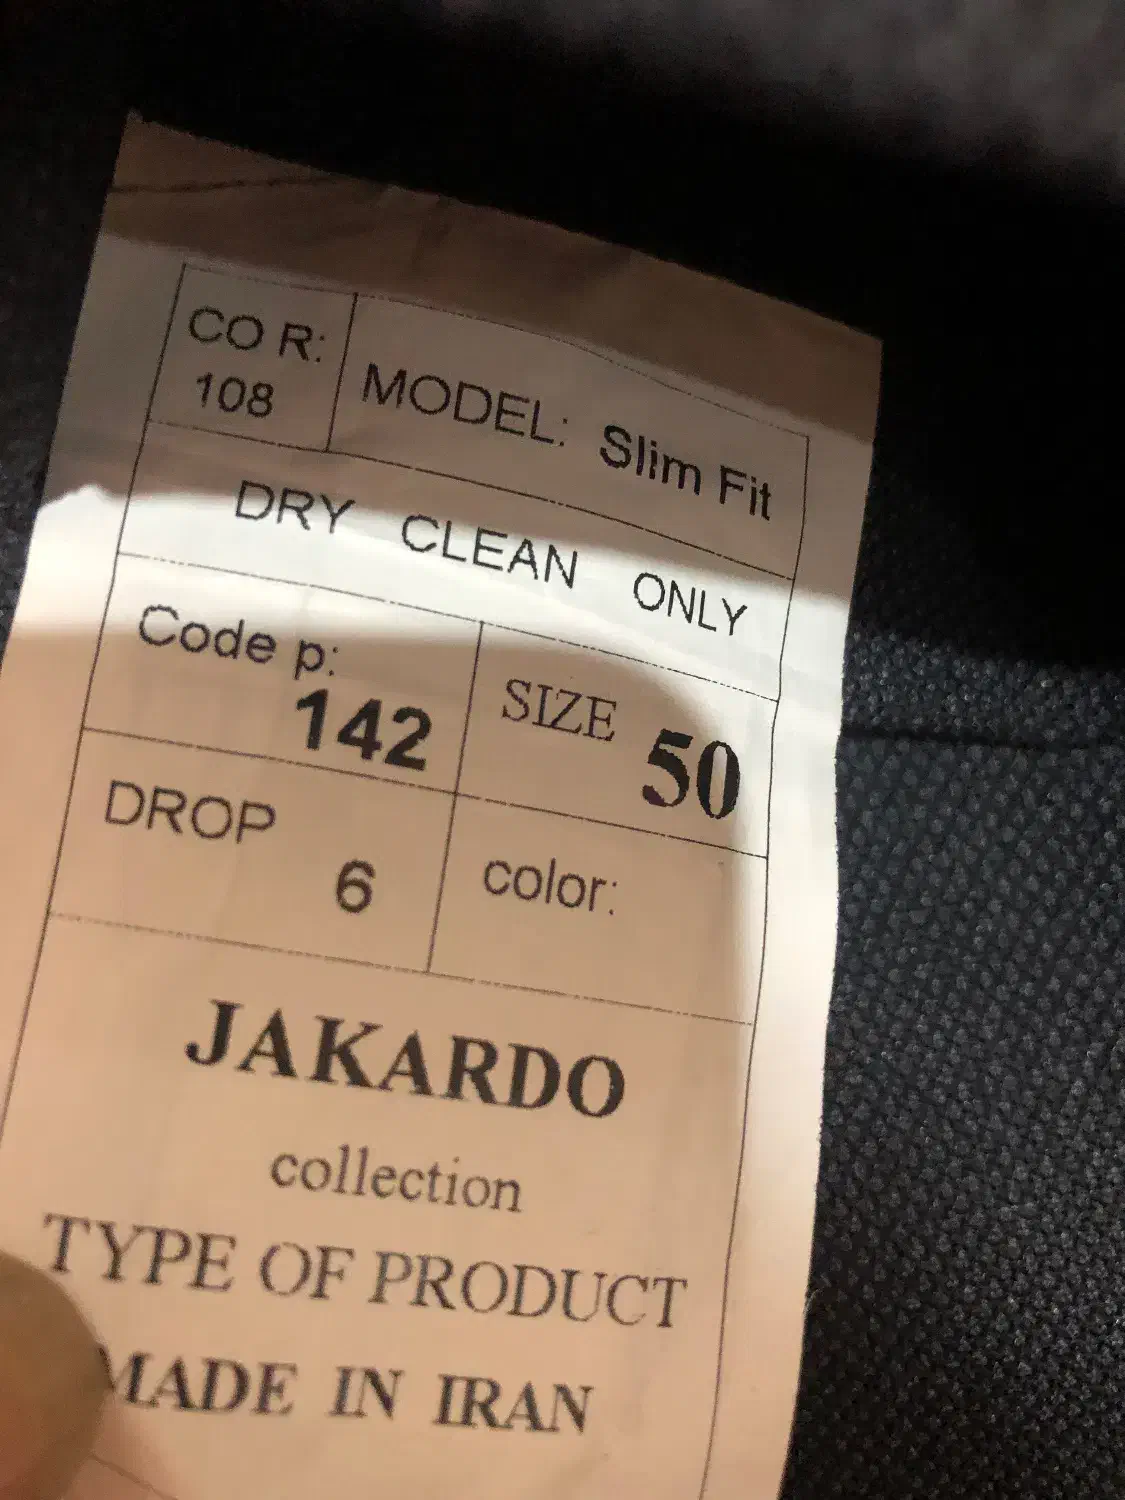 CO R: MODEL: Slim Fit
108
DRY CLEAN ONLY
Code p: SIZE 50
142
DROP color:
6
JAKARDO
collection
TYPE OF PRODUCT
MADE IN IRAN